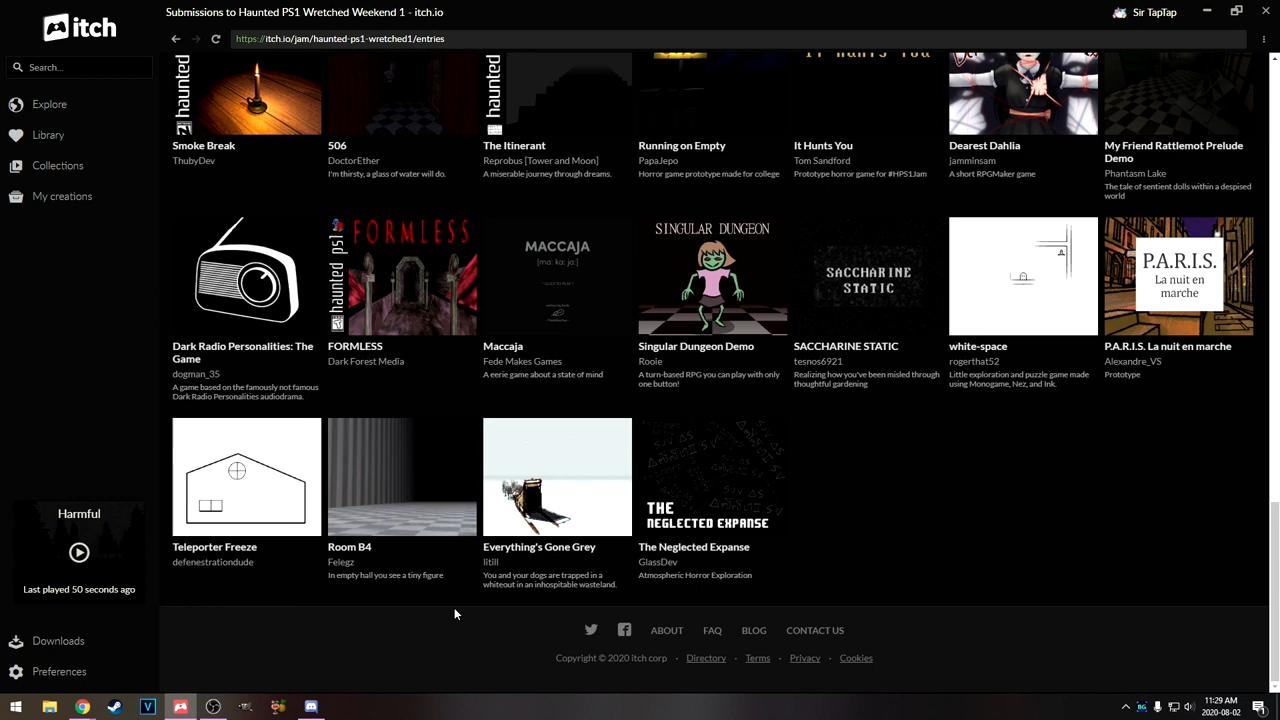 itch
Wretched Weekend 1 - Haunted PS1 - itch.io
Sir Tapir
https://itch.io/jam/haunted-ps1-wretched1/entries
Search...
Explore
Library
Collections
My creations
haunted
haunted
It Hunts You
Smoke Break
ThubyDev
506
DoctorEther
I'm thirsty, a glass of water will do.
The Itinerant
Reprobus [Tower and Moon]
A miserable journey through dreams.
Running on Empty
PapaJepo
Horror game prototype made for college
It Hunts You
Tom Sandford
Prototype horror game for #HPS1Jam
Dearest Dahlia
jamminsam
A short RPGMaker game
My Friend Rattlemot Prelude
Demo
Phantasm Lake
The tale of sentient dolls within a despised
world
haunted ps1
FORMLESS
MACCAJA
[maːkaːjaː]
SINGULAR DUNGEON
SACCHARINE
STATIC
P.A.R.I.S.
La nuit en
marche
Dark Radio Personalities: The
Game
dogman_35
A game based on the famously not famous
Dark Radio Personalities audiodrama.
FORMLESS
Dark Forest Media
Maccaja
Fede Makes Games
A eerie game about a state of mind
Singular Dungeon Demo
Rooie
A turn-based RPG you can play with only
one button!
SACCHARINE STATIC
tesnos6921
Realizing how you've been misled through
thoughtful gardening
white-space
rogerthat52
Little exploration and puzzle game made
using Monogame, Nez, and Ink.
P.A.R.I.S. La nuit en marche
Alexandre_VS
Prototype
THE
NEGLECTED EXPANSE
Teleporter Freeze
defenestrationdude
Room B4
Felegz
In empty hall you see a tiny figure
Everything's Gone Grey
litill
You and your dogs are trapped in a
whiteout in an inhospitable wasteland.
The Neglected Expanse
GlassDev
Atmospheric Horror Exploration
Harmful
Last played 50 seconds ago
Downloads
Preferences
ABOUT
FAQ
BLOG
CONTACT US
Copyright © 2020 itch corp · Directory · Terms · Privacy · Cookies
11:29 AM
2020-08-02